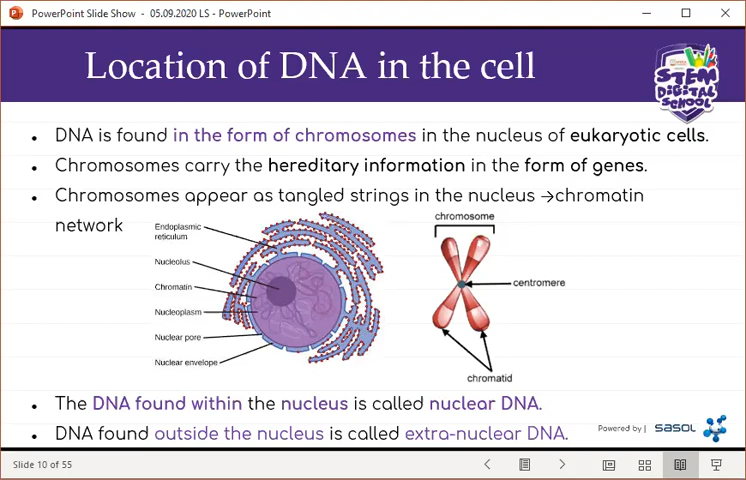 PowerPoint Slide Show - 05.09.2020 LS - PowerPoint
Location of DNA in the cell
STEM
DIGITAL
SCHOOL
• DNA is found in the form of chromosomes in the nucleus of eukaryotic cells.
• Chromosomes carry the hereditary information in the form of genes.
• Chromosomes appear as tangled strings in the nucleus →chromatin
network
Endoplasmic
reticulum
Nucleolus
Chromatin
Nucleoplasm
Nuclear pore
Nuclear envelope
chromosome
centromere
chromatid
• The DNA found within the nucleus is called nuclear DNA.
• DNA found outside the nucleus is called extra-nuclear DNA.
Powered by | sasol
Slide 10 of 55